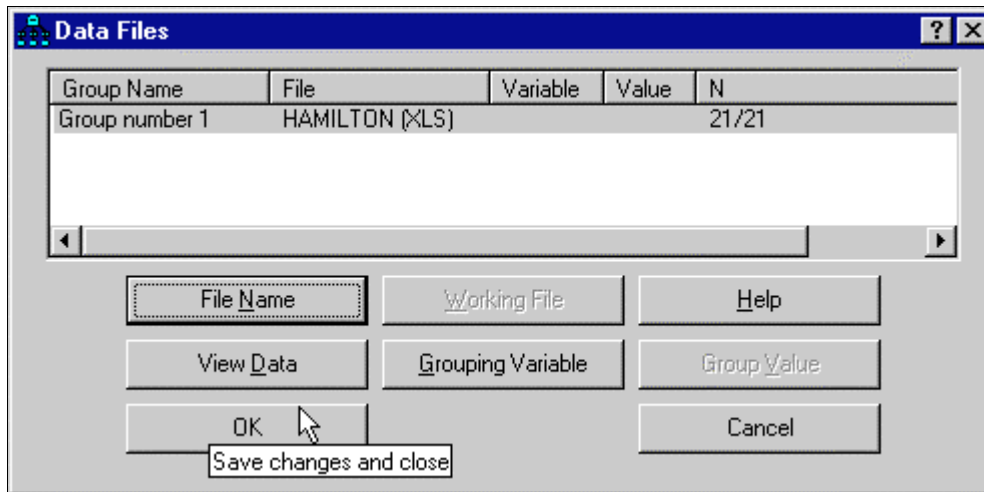 Data Files
Group Name File Variable Value N
Group number 1 HAMILTON (XLS) 21/21
File Name Working File Help
View Data Grouping Variable Group Value
OK Cancel
Save changes and close